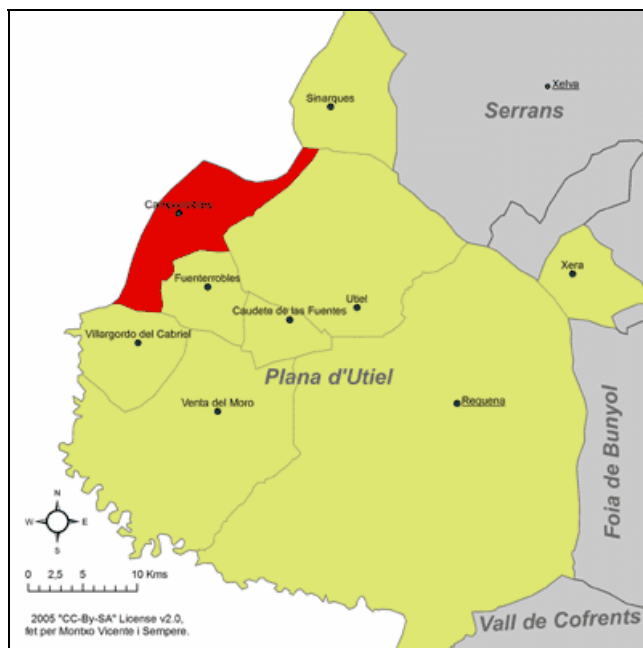 Xelva
Sinarques
Serrans
Xera
Fuenterrobles
Utiel
Caudete de las Fuentes
Villargordo del Cabriel
Plana d'Utiel
Venta del Moro
Requena
Foia de Bunyol
N
W E
S
0 2,5 5 10 Kms
2005 "CC-By-SA" License v2.0,
fet per Montxo Vicente i Sempere.
Vall de Cofrents